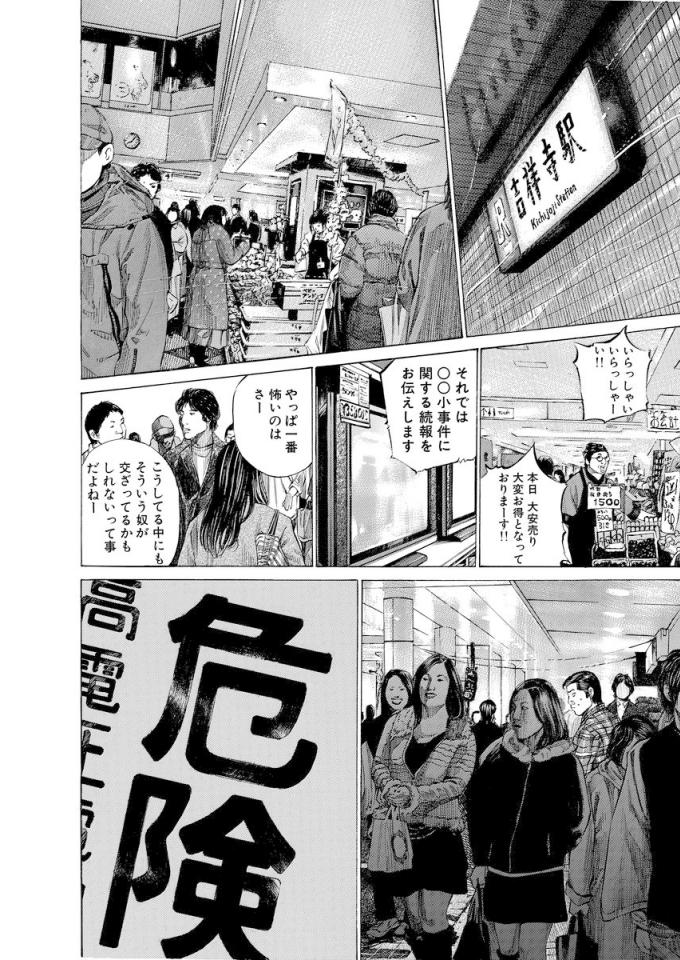 吉祥寺駅
Kichijoji Station
いらっしゃい
いらっしゃー
い!!
本日 大安売り
大変お得となって
おりまーす!!
1500
それでは
〇〇小事件に
関する続報を
お伝えします
やっぱ一番
怖いのは
さー
こうしてる中にも
そういう奴が
交ざってるかも
しれないって事
だよねー
危険
高電圧